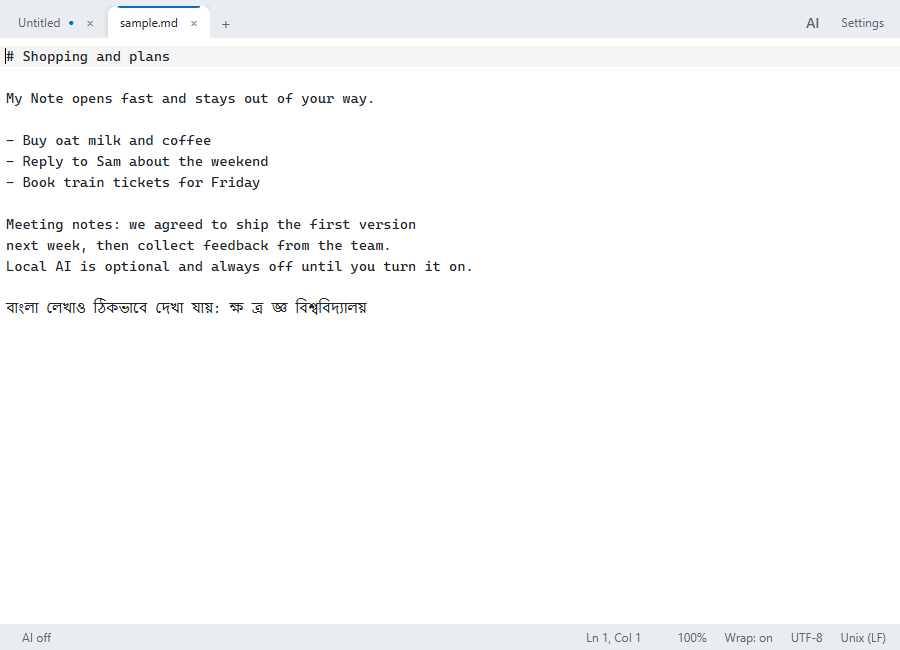 Untitled • × sample.md × + AI Settings
# Shopping and plans
My Note opens fast and stays out of your way.
- Buy oat milk and coffee
- Reply to Sam about the weekend
- Book train tickets for Friday
Meeting notes: we agreed to ship the first version
next week, then collect feedback from the team.
Local AI is optional and always off until you turn it on.
বাংলা লেখাও ঠিকভাবে দেখা যায়: ক্ষ ত্র জ্ঞ বিশ্ববিদ্যালয়
AI off Ln 1, Col 1 100% Wrap: on UTF-8 Unix (LF)